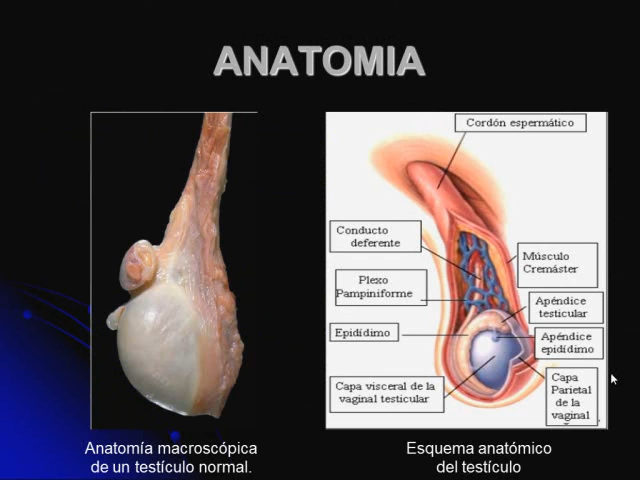 ANATOMIA
Cordón espermático
Conducto
deferente
Músculo
Cremáster
Plexo
Pampiniforme
Apéndice
testicular
Epidídimo
Apéndice
epidídimo
Capa visceral de la
vaginal testicular
Capa
Parietal
de la
vaginal
Anatomía macroscópica
de un testículo normal.
Esquema anatómico
del testículo